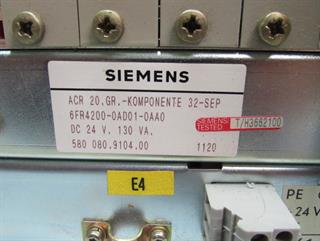 SIEMENS
ACR 20.GR.-KOMPONENTE 32-SEP
6FR4200-0AD01-0AA0
DC 24 V. 130 VA.
580 080.9104.00 1120
SIEMENS
TESTED
T/H3662100
E4
PE
24 V